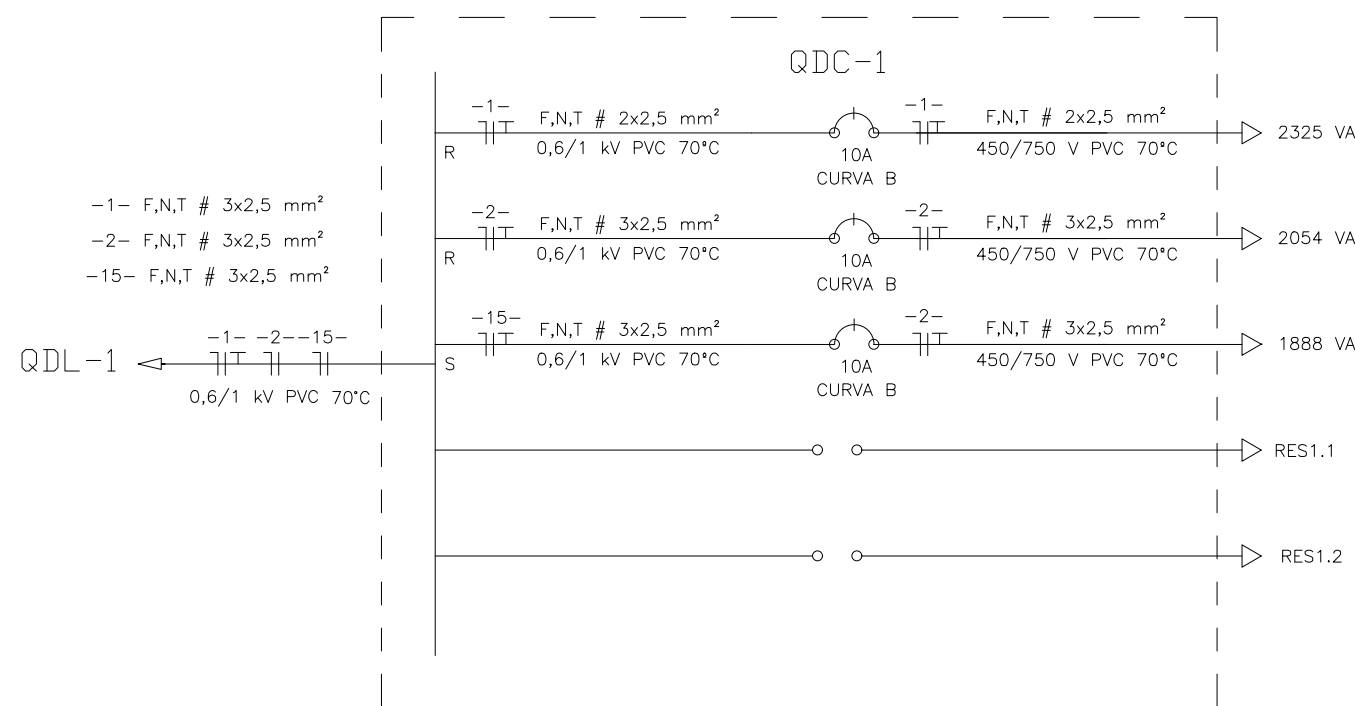 QDC-1
-1-
F,N,T # 2x2,5 mm²
0,6/1 kV PVC 70°C
R
10A
CURVA B
-1-
F,N,T # 2x2,5 mm²
450/750 V PVC 70°C
2325 VA
-1- F,N,T # 3x2,5 mm²
-2- F,N,T # 3x2,5 mm²
-15- F,N,T # 3x2,5 mm²
-2-
F,N,T # 3x2,5 mm²
0,6/1 kV PVC 70°C
R
10A
CURVA B
-2-
F,N,T # 3x2,5 mm²
450/750 V PVC 70°C
2054 VA
-15-
F,N,T # 3x2,5 mm²
0,6/1 kV PVC 70°C
S
10A
CURVA B
-2-
F,N,T # 3x2,5 mm²
450/750 V PVC 70°C
1888 VA
-1- -2--15-
QDL-1
0,6/1 kV PVC 70°C
RES1.1
RES1.2